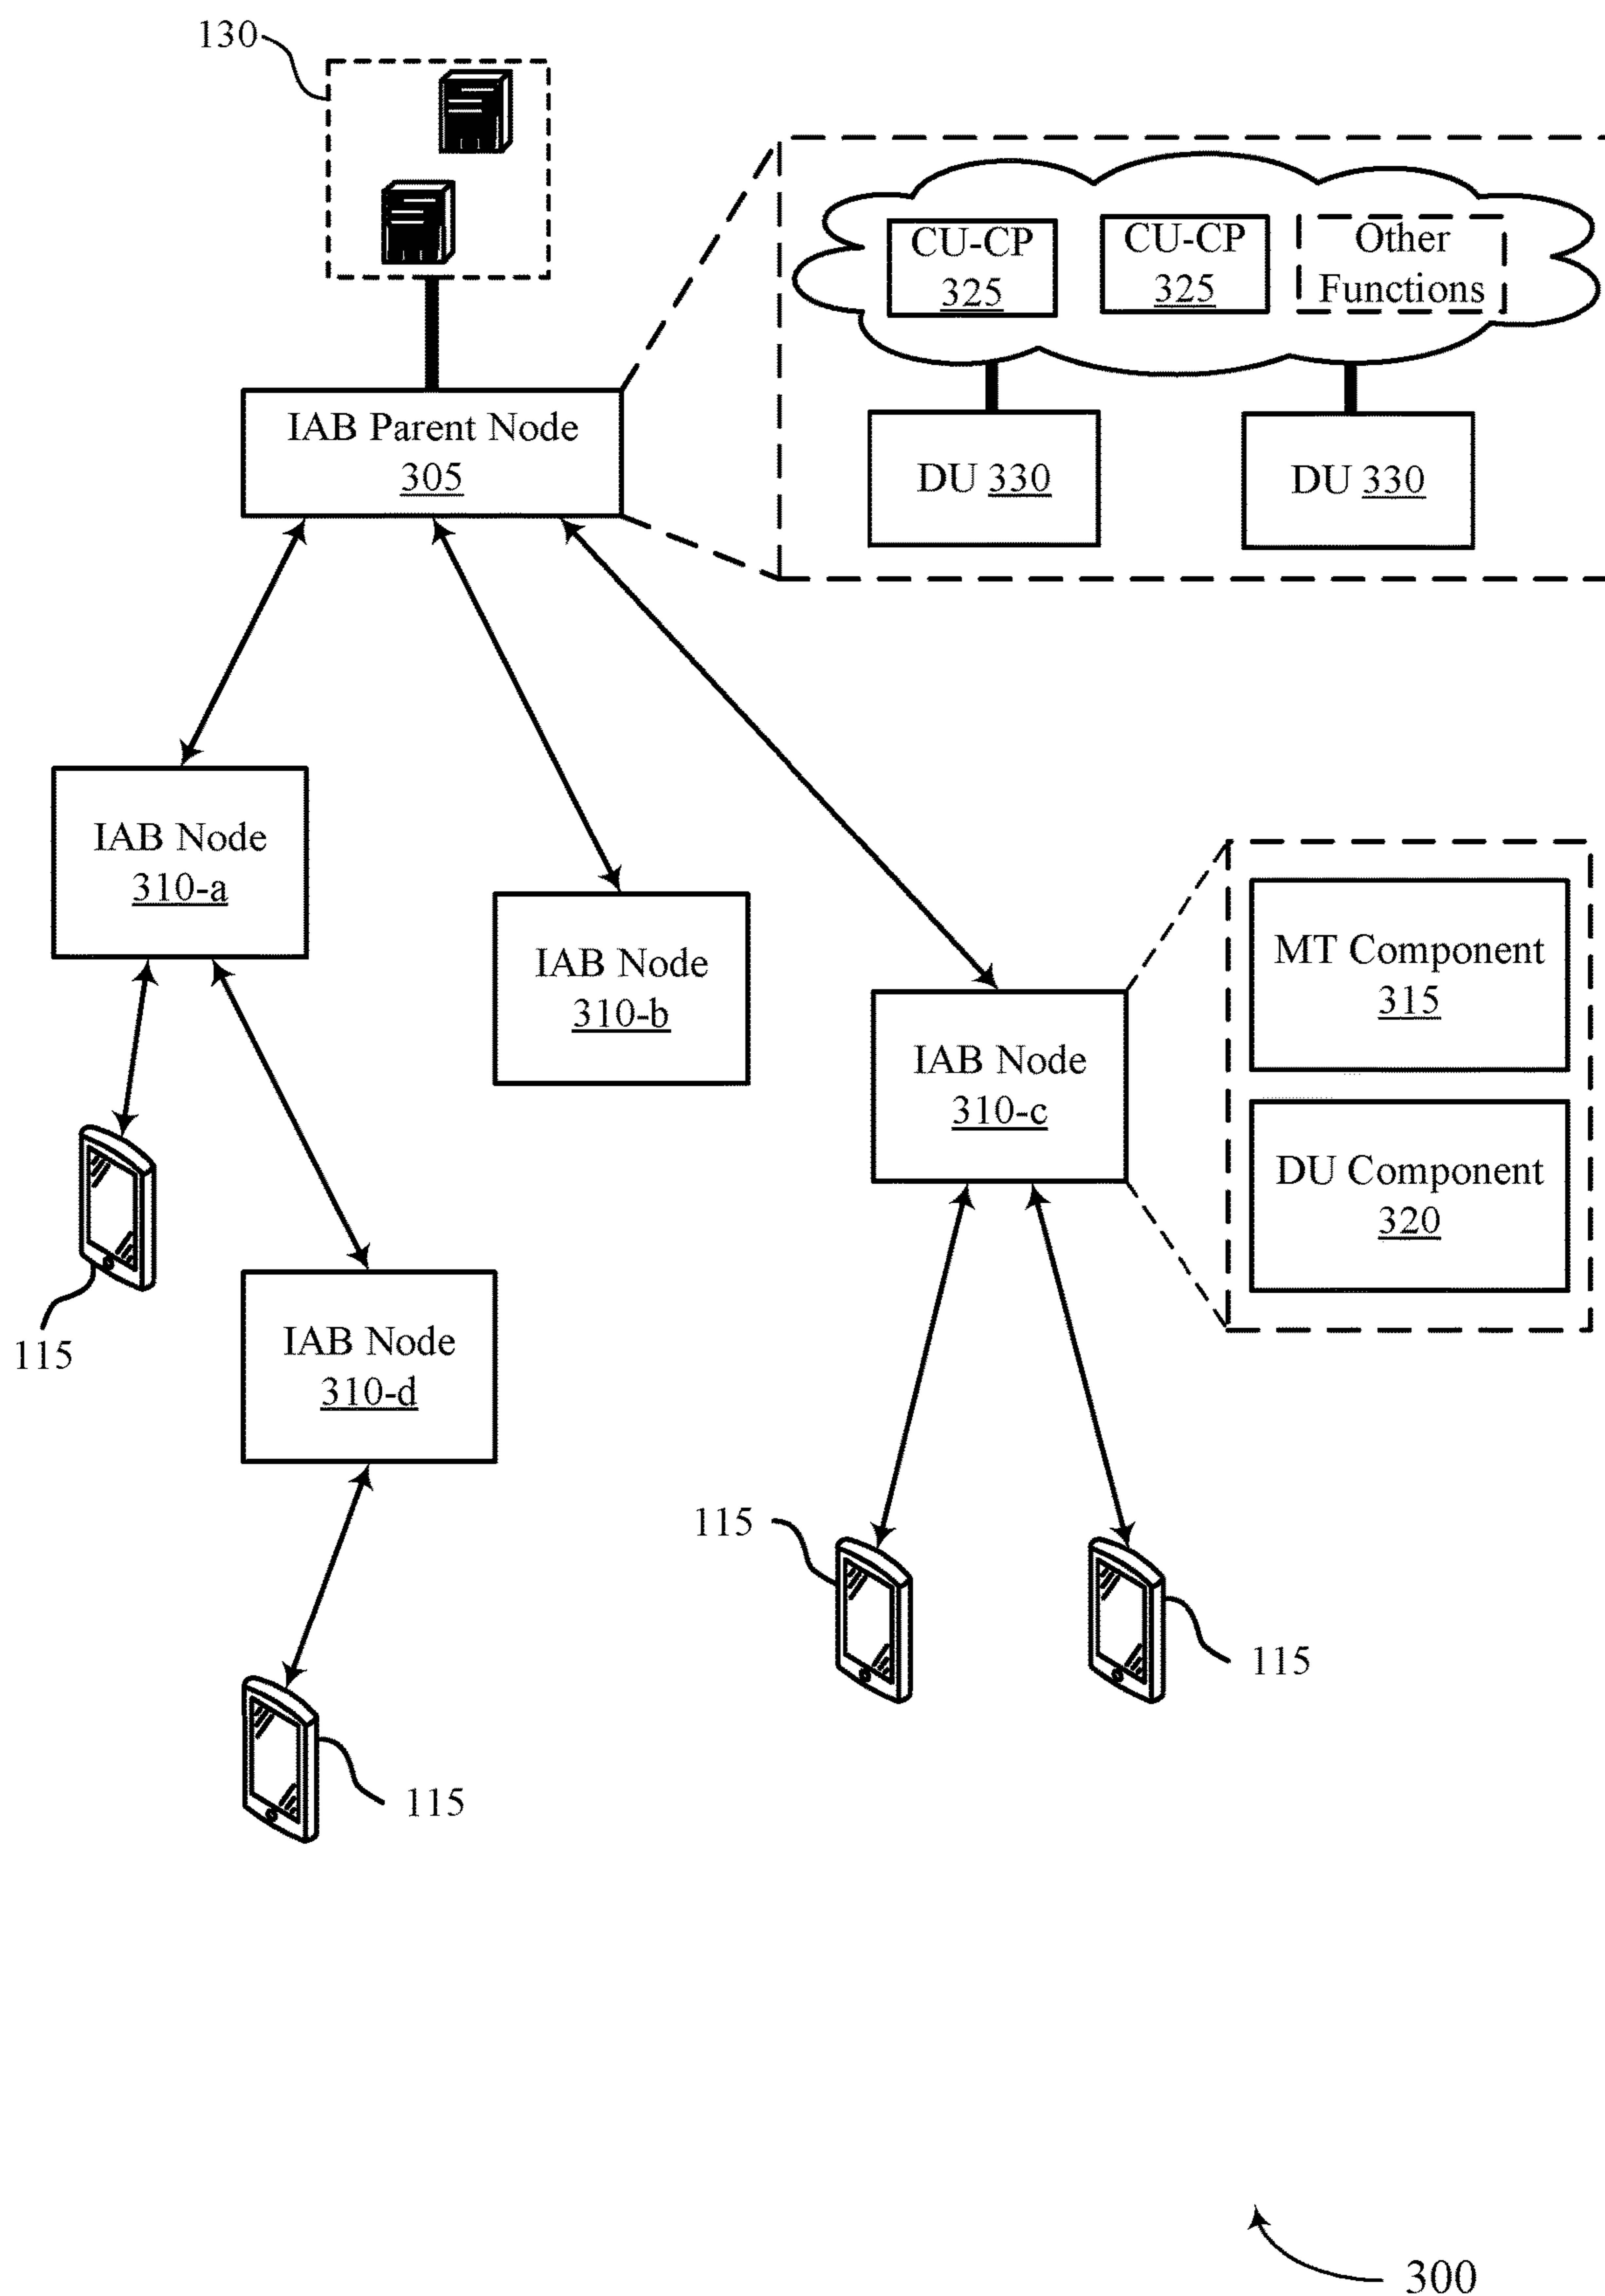 130
CU-CP
325
CU-CP
325
Other
Functions
IAB Parent Node
305
DU 330
DU 330
IAB Node
310-a
IAB Node
310-b
IAB Node
310-c
MT Component
315
DU Component
320
115
IAB Node
310-d
115
115
115
300